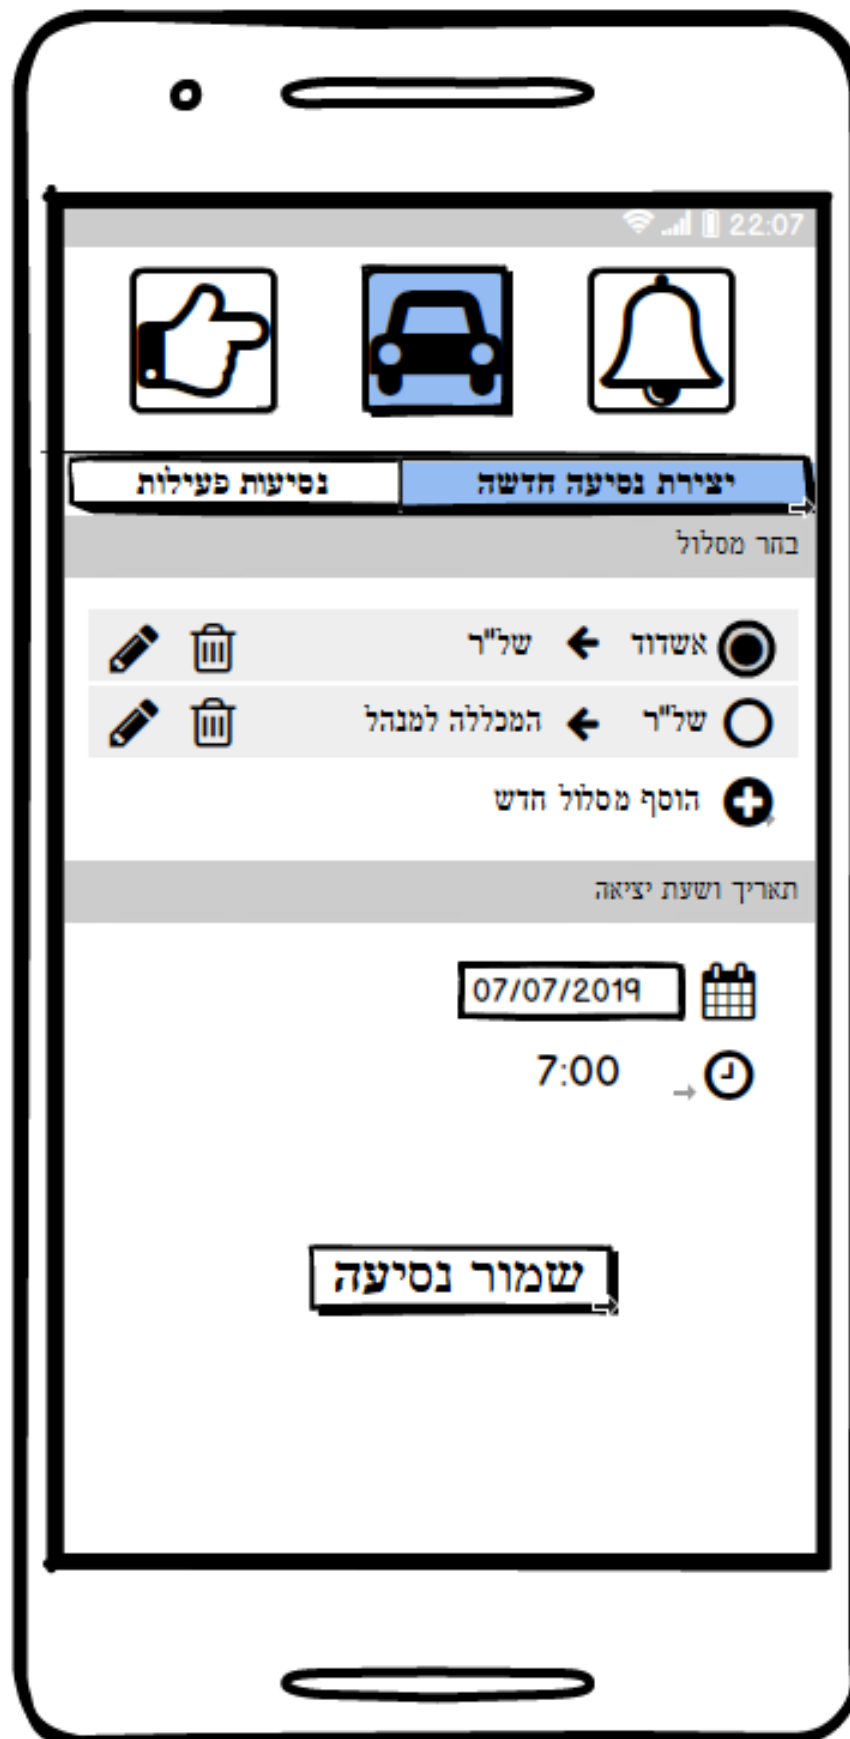 22:07
יצירת נסיעה חדשה נסיעות פעילות
בחר מסלול
אשדוד ← של"ר
של"ר ← המכללה למנהל
הוסף מסלול חדש
תאריך ושעת יציאה
07/07/2019
7:00
שמור נסיעה